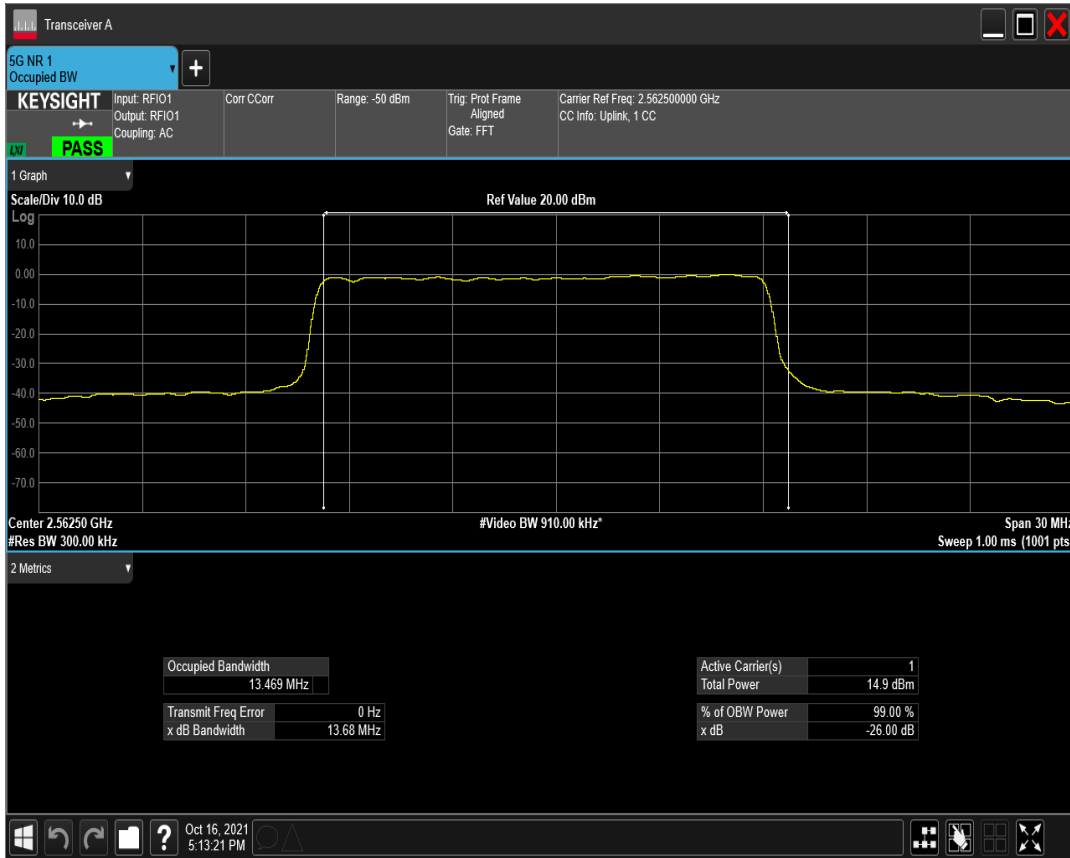 Transceiver A
5G NR 1
Occupied BW
KEYSIGHT
LXI
PASS
Input: RFIO1
Output: RFIO1
Coupling: AC
Corr CCorr
Range: -50 dBm
Trig: Prot Frame
Aligned
Gate: FFT
Carrier Ref Freq: 2.562500000 GHz
CC Info: Uplink, 1 CC
1 Graph
Scale/Div 10.0 dB
Ref Value 20.00 dBm
Log
10.0
0.00
-10.0
-20.0
-30.0
-40.0
-50.0
-60.0
-70.0
Center 2.56250 GHz
#Video BW 910.00 kHz*
Span 30 MHz
#Res BW 300.00 kHz
Sweep 1.00 ms (1001 pts
2 Metrics
Occupied Bandwidth
13.469 MHz
Transmit Freq Error 0 Hz
x dB Bandwidth 13.68 MHz
Active Carrier(s) 1
Total Power 14.9 dBm
% of OBW Power 99.00 %
x dB -26.00 dB
?
Oct 16, 2021
5:13:21 PM